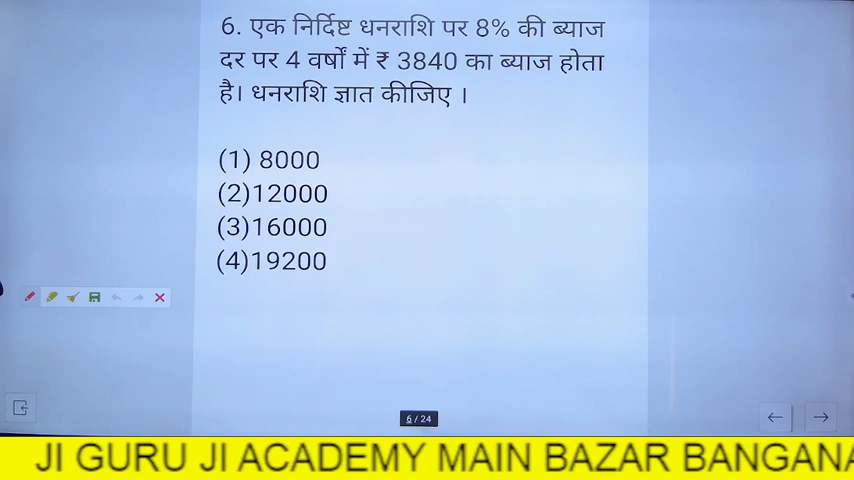 6. एक निर्दिष्ट धनराशि पर 8% की ब्याज
दर पर 4 वर्षों में ₹ 3840 का ब्याज होता
है। धनराशि ज्ञात कीजिए ।
(1) 8000
(2)12000
(3)16000
(4)19200
6 / 24
JI GURU JI ACADEMY MAIN BAZAR BANGANA